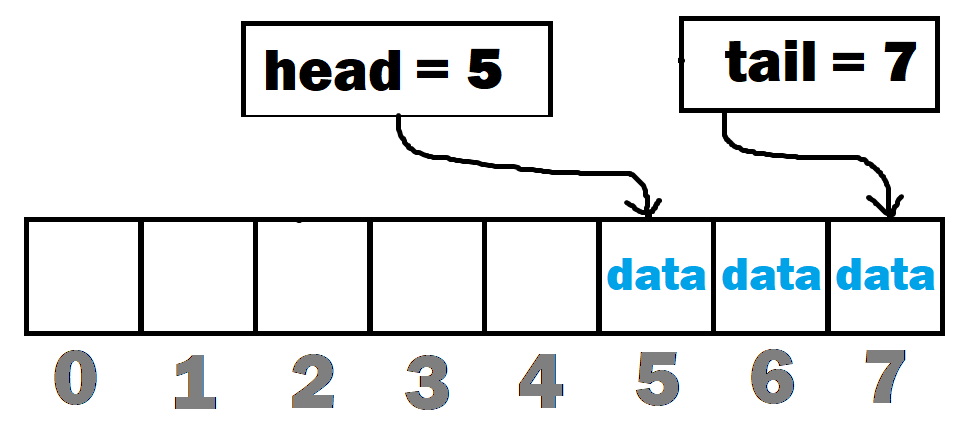 head = 5
tail = 7
data data data
0 1 2 3 4 5 6 7